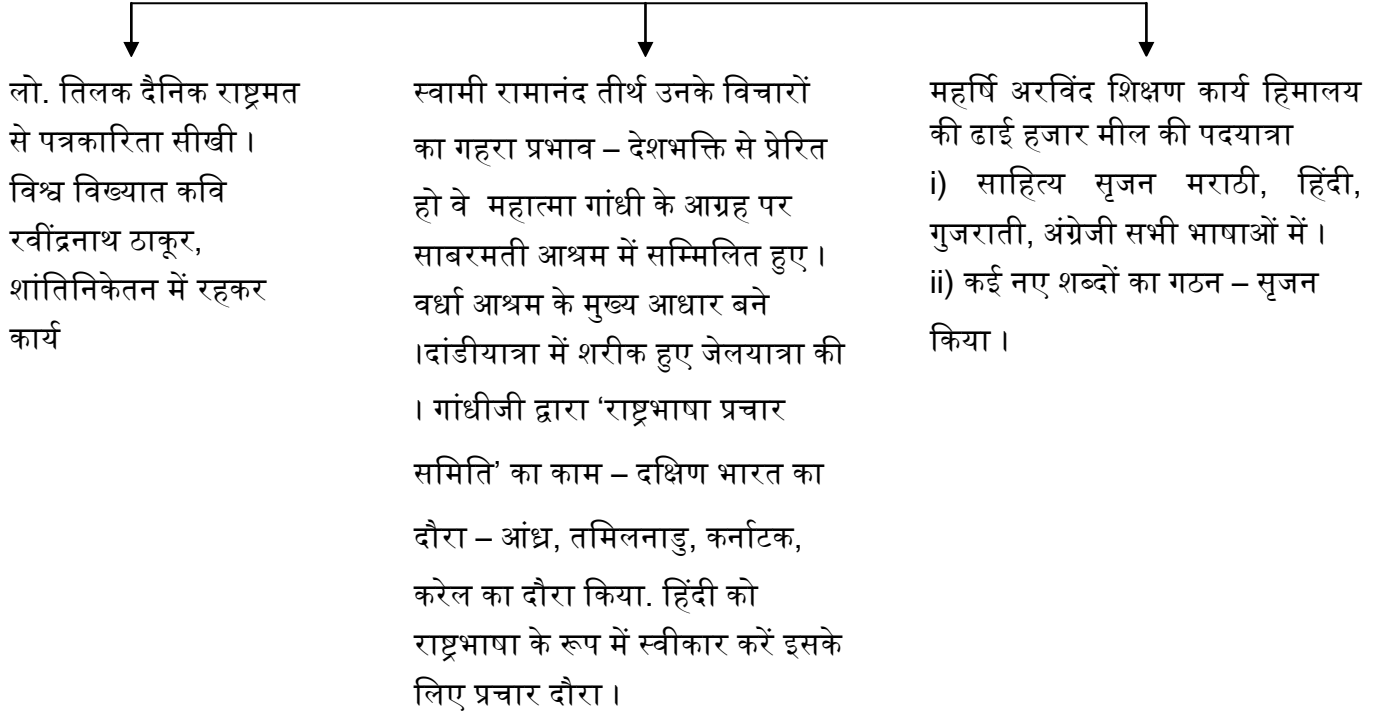 लो. तिलक दैनिक राष्ट्रमत
से पत्रकारिता सीखी ।
विश्व विख्यात कवि
रवींद्रनाथ ठाकूर,
शांतिनिकेतन में रहकर
कार्य
स्वामी रामानंद तीर्थ उनके विचारों
का गहरा प्रभाव – देशभक्ति से प्रेरित
हो वे महात्मा गांधी के आग्रह पर
साबरमती आश्रम में सम्मिलित हुए ।
वर्धा आश्रम के मुख्य आधार बने
।दांडीयात्रा में शरीक हुए जेलयात्रा की
। गांधीजी द्वारा ‘राष्ट्रभाषा प्रचार
समिति’ का काम – दक्षिण भारत का
दौरा – आंध्र, तमिलनाडु, कर्नाटक,
करेल का दौरा किया. हिंदी को
राष्ट्रभाषा के रूप में स्वीकार करें इसके
लिए प्रचार दौरा ।
महर्षि अरविंद शिक्षण कार्य हिमालय
की ढाई हजार मील की पदयात्रा
i) साहित्य सृजन मराठी, हिंदी,
गुजराती, अंग्रेजी सभी भाषाओं में ।
ii) कई नए शब्दों का गठन – सृजन
किया ।